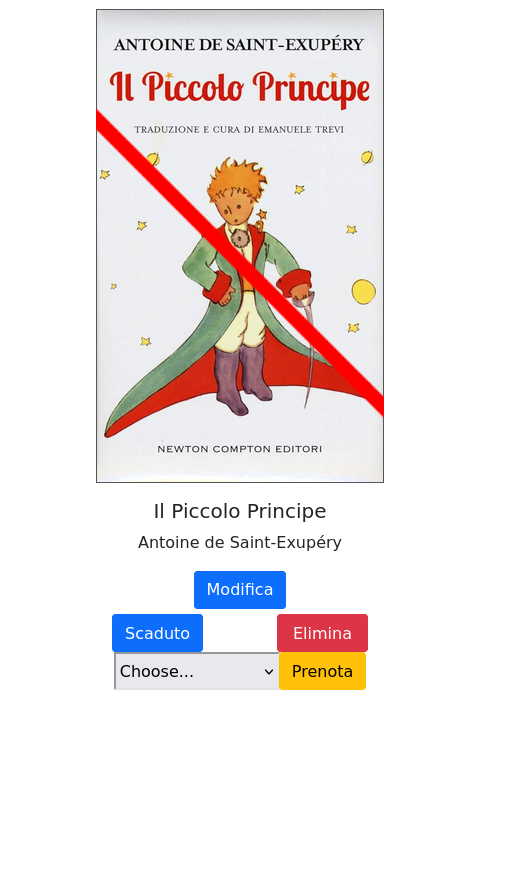 ANTOINE DE SAINT-EXUPÉRY
Il Piccolo Principe
TRADUZIONE E CURA DI EMANUELE TREVI
NEWTON COMPTON EDITORI
Il Piccolo Principe
Antoine de Saint-Exupéry
Modifica
Scaduto Elimina
Choose... Prenota